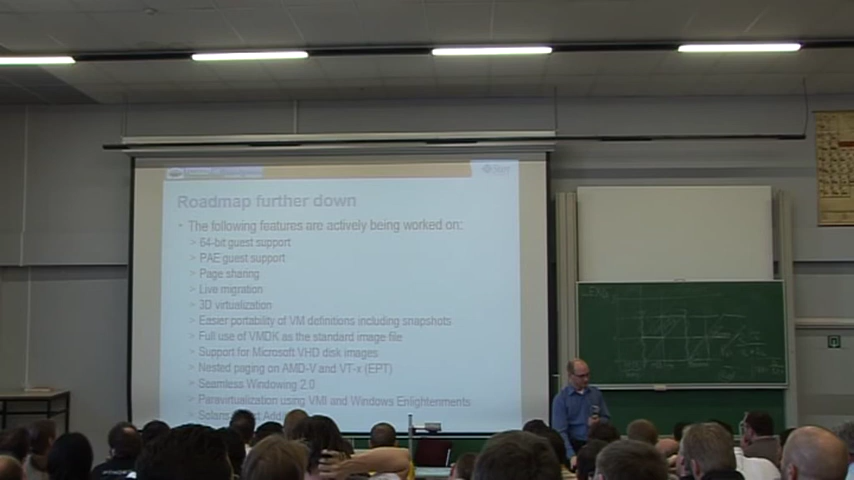 Sun
Roadmap further down
The following features are actively being worked on:
> 64-bit guest support
> PAE guest support
> Page sharing
> Live migration
> 3D virtualization
> Easier portability of VM definitions including snapshots
> Full use of VMDK as the standard image file
> Support for Microsoft VHD disk images
> Nested paging on AMD-V and VT-x (EPT)
> Seamless Windowing 2.0
> Paravirtualization using VMI and Windows Enlightenments